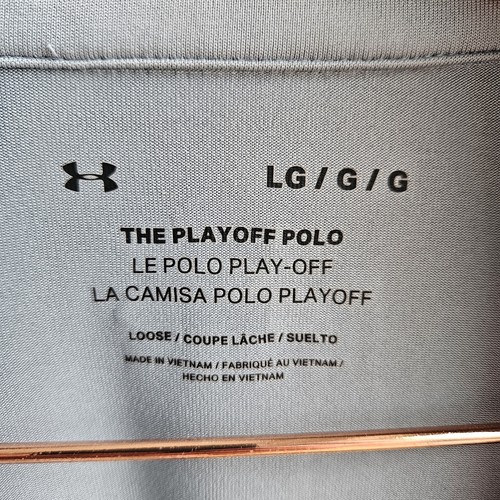 LG / G / G
THE PLAYOFF POLO
LE POLO PLAY-OFF
LA CAMISA POLO PLAYOFF
LOOSE / COUPE LÂCHE / SUELTO
MADE IN VIETNAM / FABRIQUÉ AU VIETNAM /
HECHO EN VIETNAM